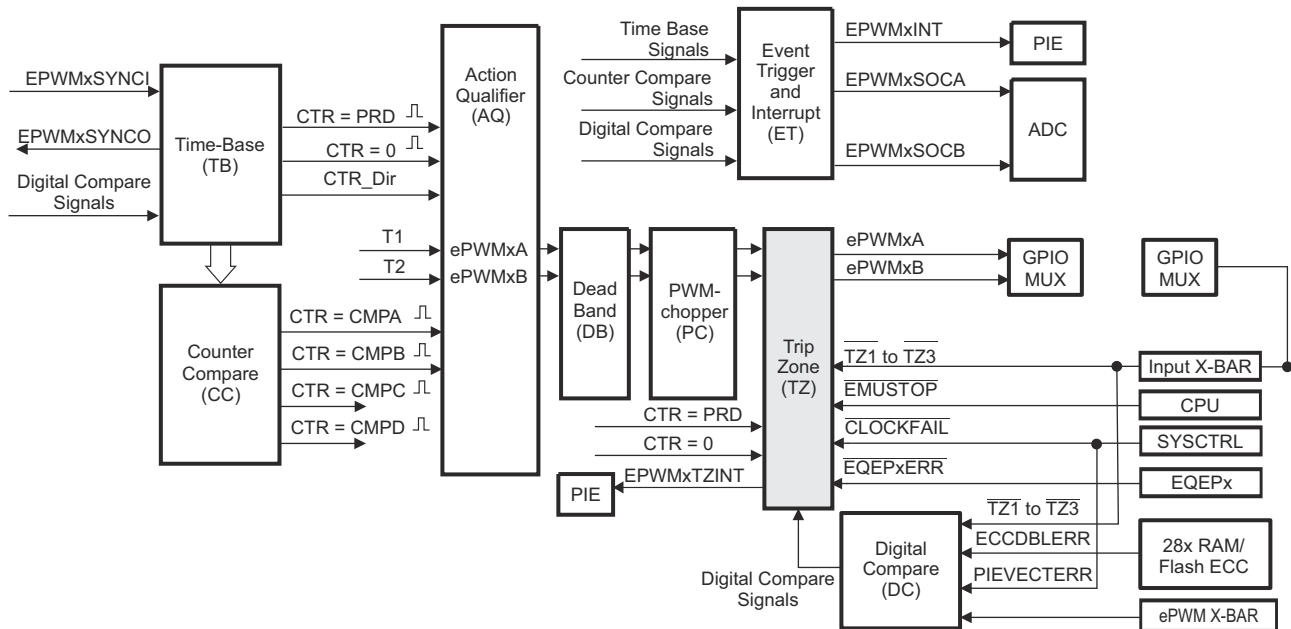 EPWMxSYNCI
EPWMxSYNCO
Digital Compare
Signals
Time-Base
(TB)
CTR = PRD
CTR = 0
CTR_Dir
T1
T2
Action
Qualifier
(AQ)
ePWMxA
ePWMxB
Counter
Compare
(CC)
CTR = CMPA
CTR = CMPB
CTR = CMPC
CTR = CMPD
Time Base
Signals
Counter Compare
Signals
Digital Compare
Signals
Event
Trigger
and
Interrupt
(ET)
EPWMxINT
EPWMxSOCA
EPWMxSOCB
PIE
ADC
Dead
Band
(DB)
PWM-
chopper
(PC)
Trip
Zone
(TZ)
ePWMxA
ePWMxB
GPIO
MUX
GPIO
MUX
TZ1 to TZ3
Input X-BAR
EMUSTOP
CPU
CLOCKFAIL
SYSCTRL
EQEPxERR
EQEPx
CTR = PRD
CTR = 0
EPWMxTZINT
PIE
TZ1 to TZ3
ECCDBLERR
28x RAM/
Flash ECC
PIEVECTERR
Digital
Compare
(DC)
Digital Compare
Signals
ePWM X-BAR